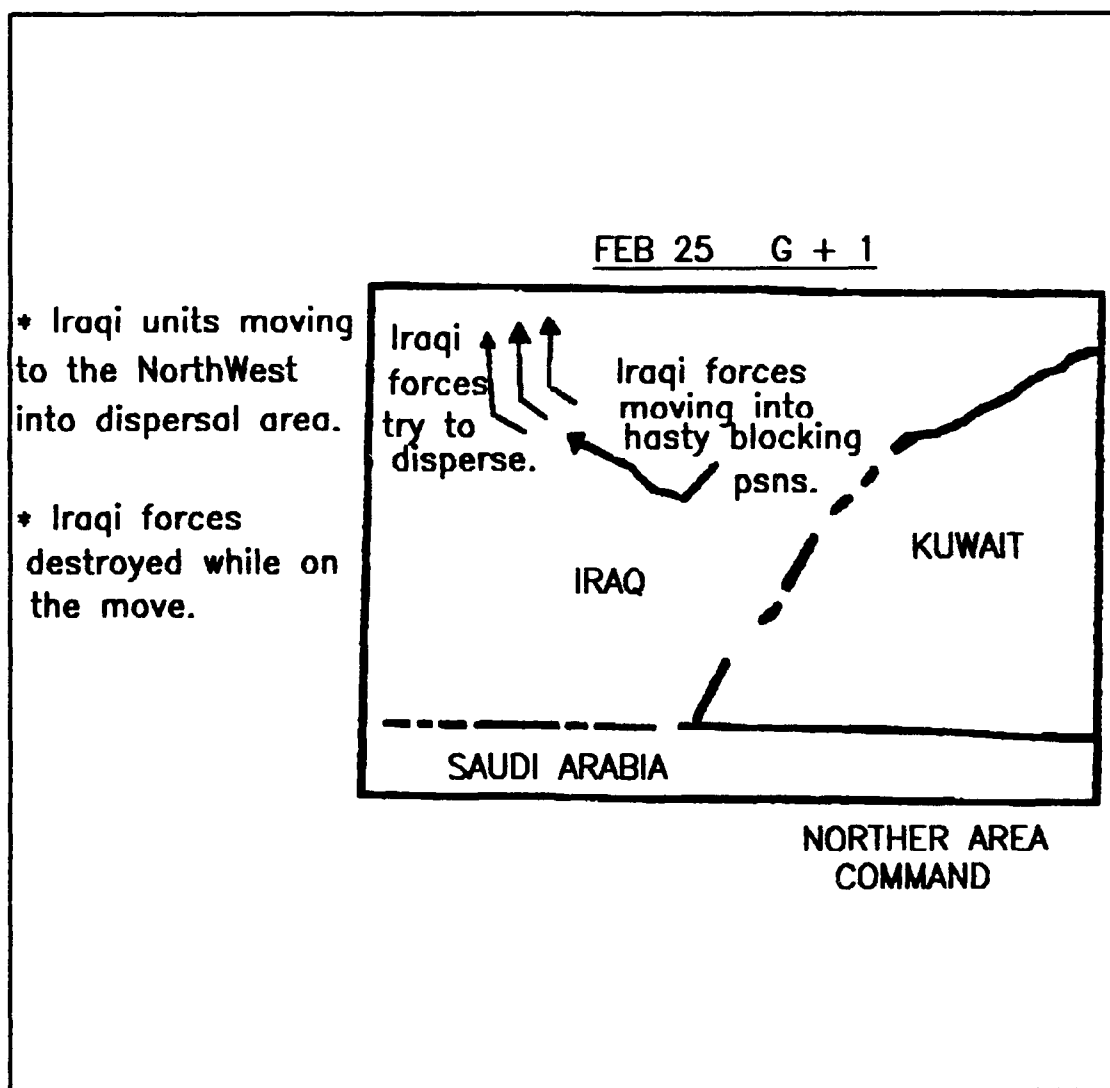 FEB 25 G + 1
* Iraqi units moving
to the NorthWest
into dispersal area.
* Iraqi forces
destroyed while on
the move.
Iraqi
forces
try to
disperse.
Iraqi forces
moving into
hasty blocking
psns.
IRAQ
KUWAIT
SAUDI ARABIA
NORTHER AREA
COMMAND